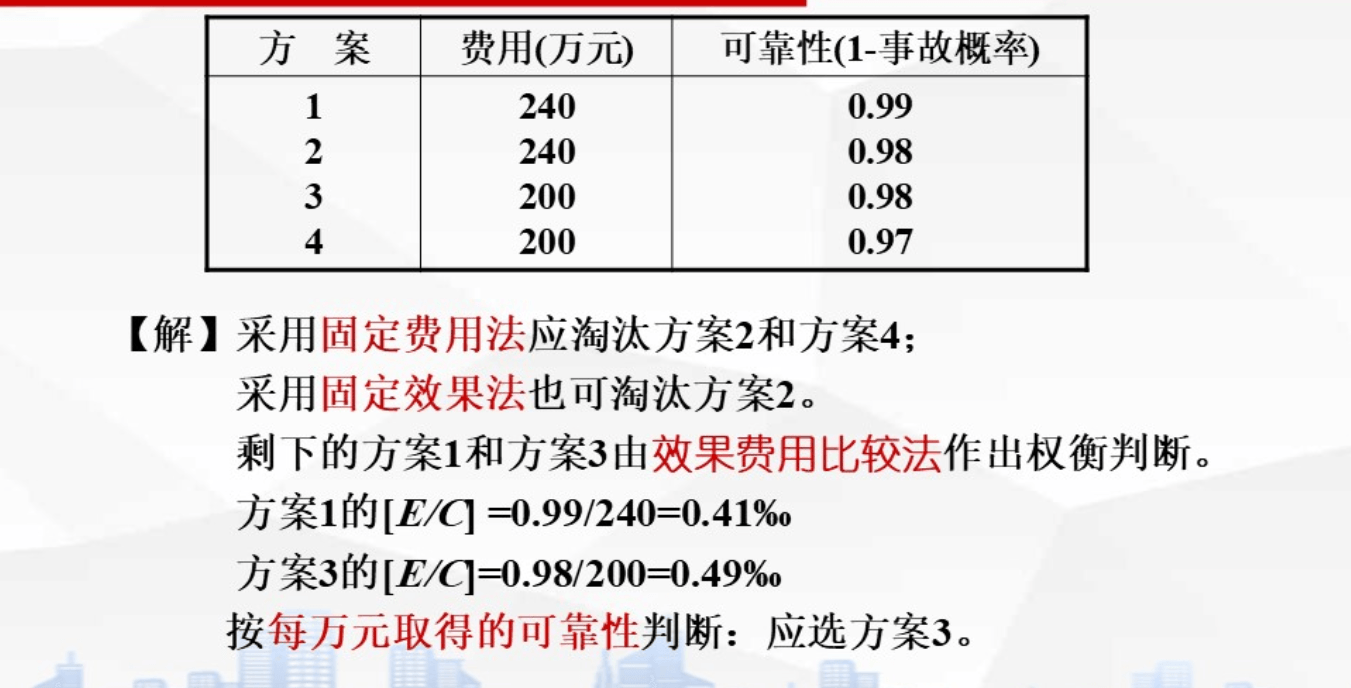 方 案 费用(万元) 可靠性(1-事故概率)
1 240 0.99
2 240 0.98
3 200 0.98
4 200 0.97
【解】采用固定费用法应淘汰方案2和方案4;
采用固定效果法也可淘汰方案2。
剩下的方案1和方案3由效果费用比较法作出权衡判断。
方案1的[E/C] =0.99/240=0.41%o
方案3的[E/C]=0.98/200=0.49%o
按每万元取得的可靠性判断：应选方案3。